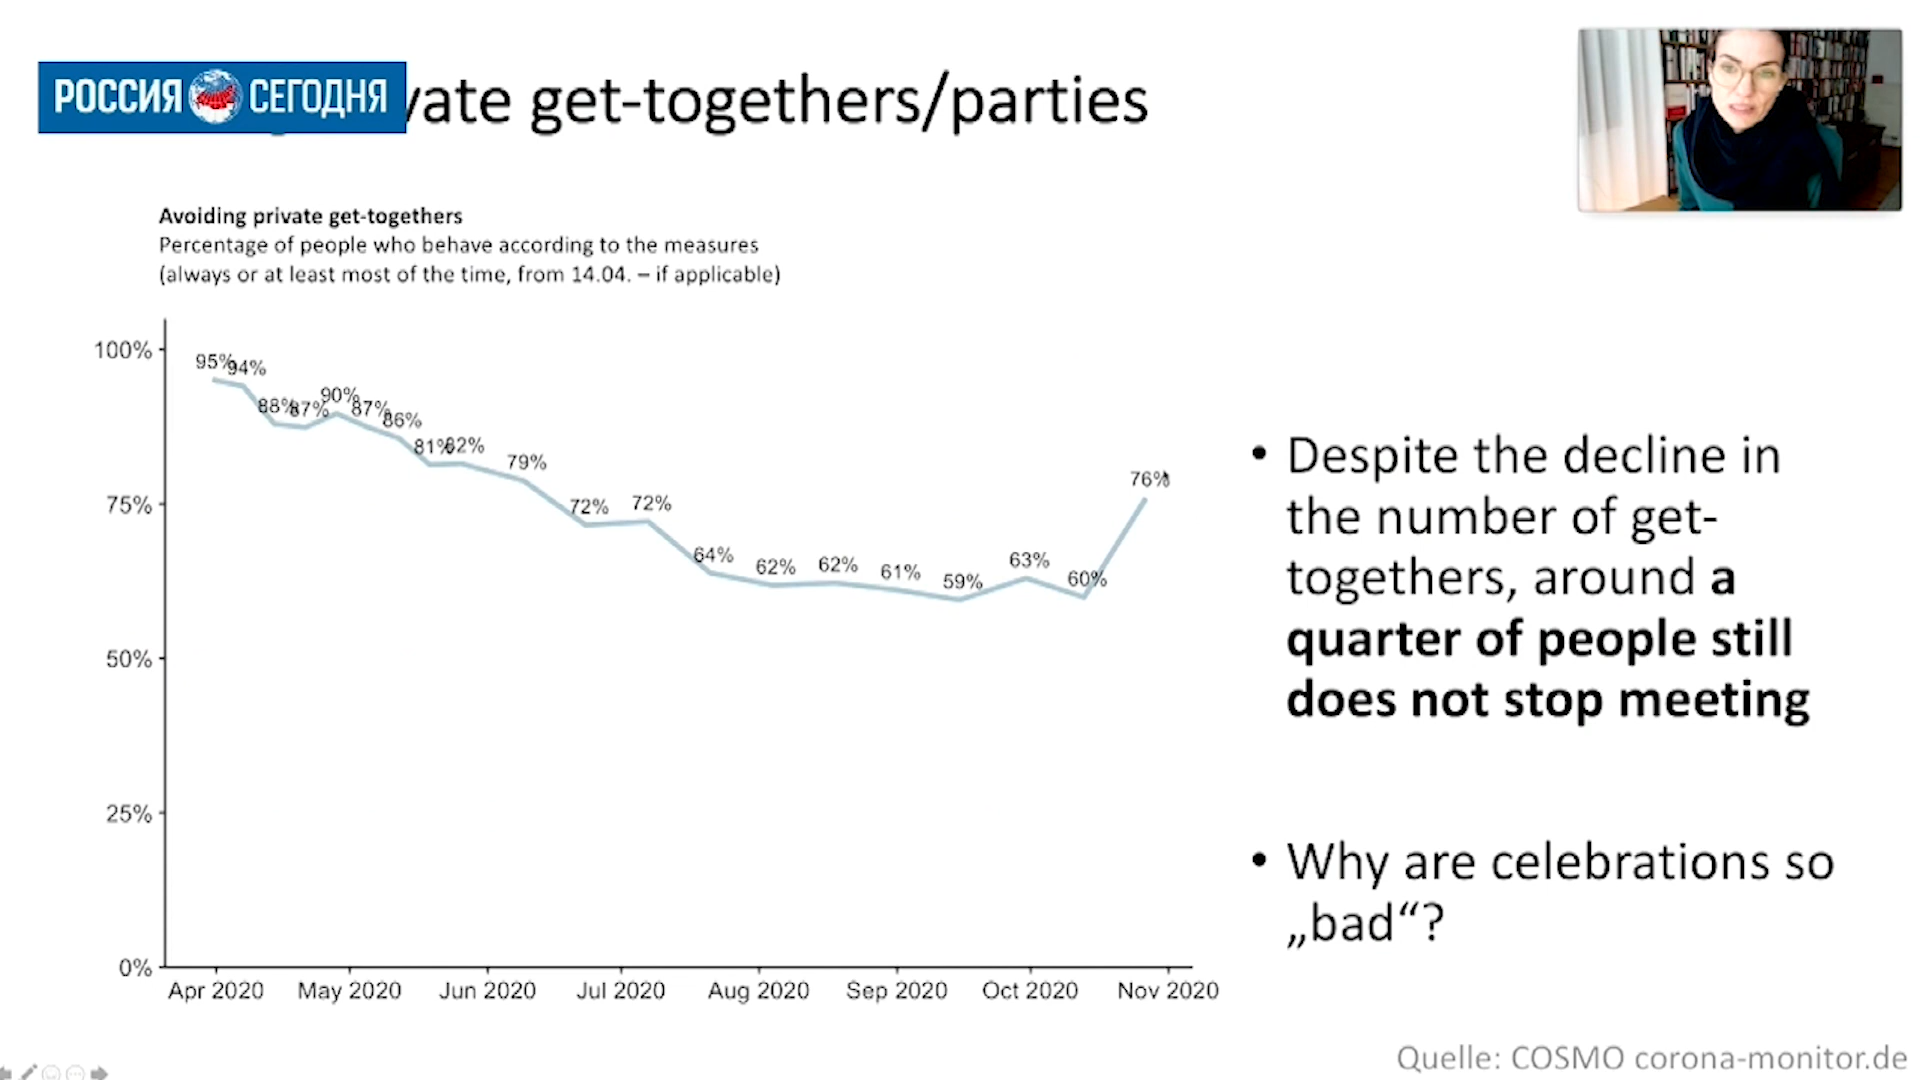 РОССИЯ СЕГОДНЯ
get-togethers/parties
Avoiding private get-togethers
Percentage of people who behave according to the measures
(always or at least most of the time, from 14.04. – if applicable)
100%
75%
50%
25%
0%
95%
94%
88%
87%
90%
87%
86%
81%
82%
79%
72%
72%
64%
62%
62%
61%
59%
63%
60%
76%
Apr 2020
May 2020
Jun 2020
Jul 2020
Aug 2020
Sep 2020
Oct 2020
Nov 2020
• Despite the decline in
the number of get-
togethers, around a
quarter of people still
does not stop meeting
• Why are celebrations so
„bad“?
Quelle: COSMO corona-monitor.de